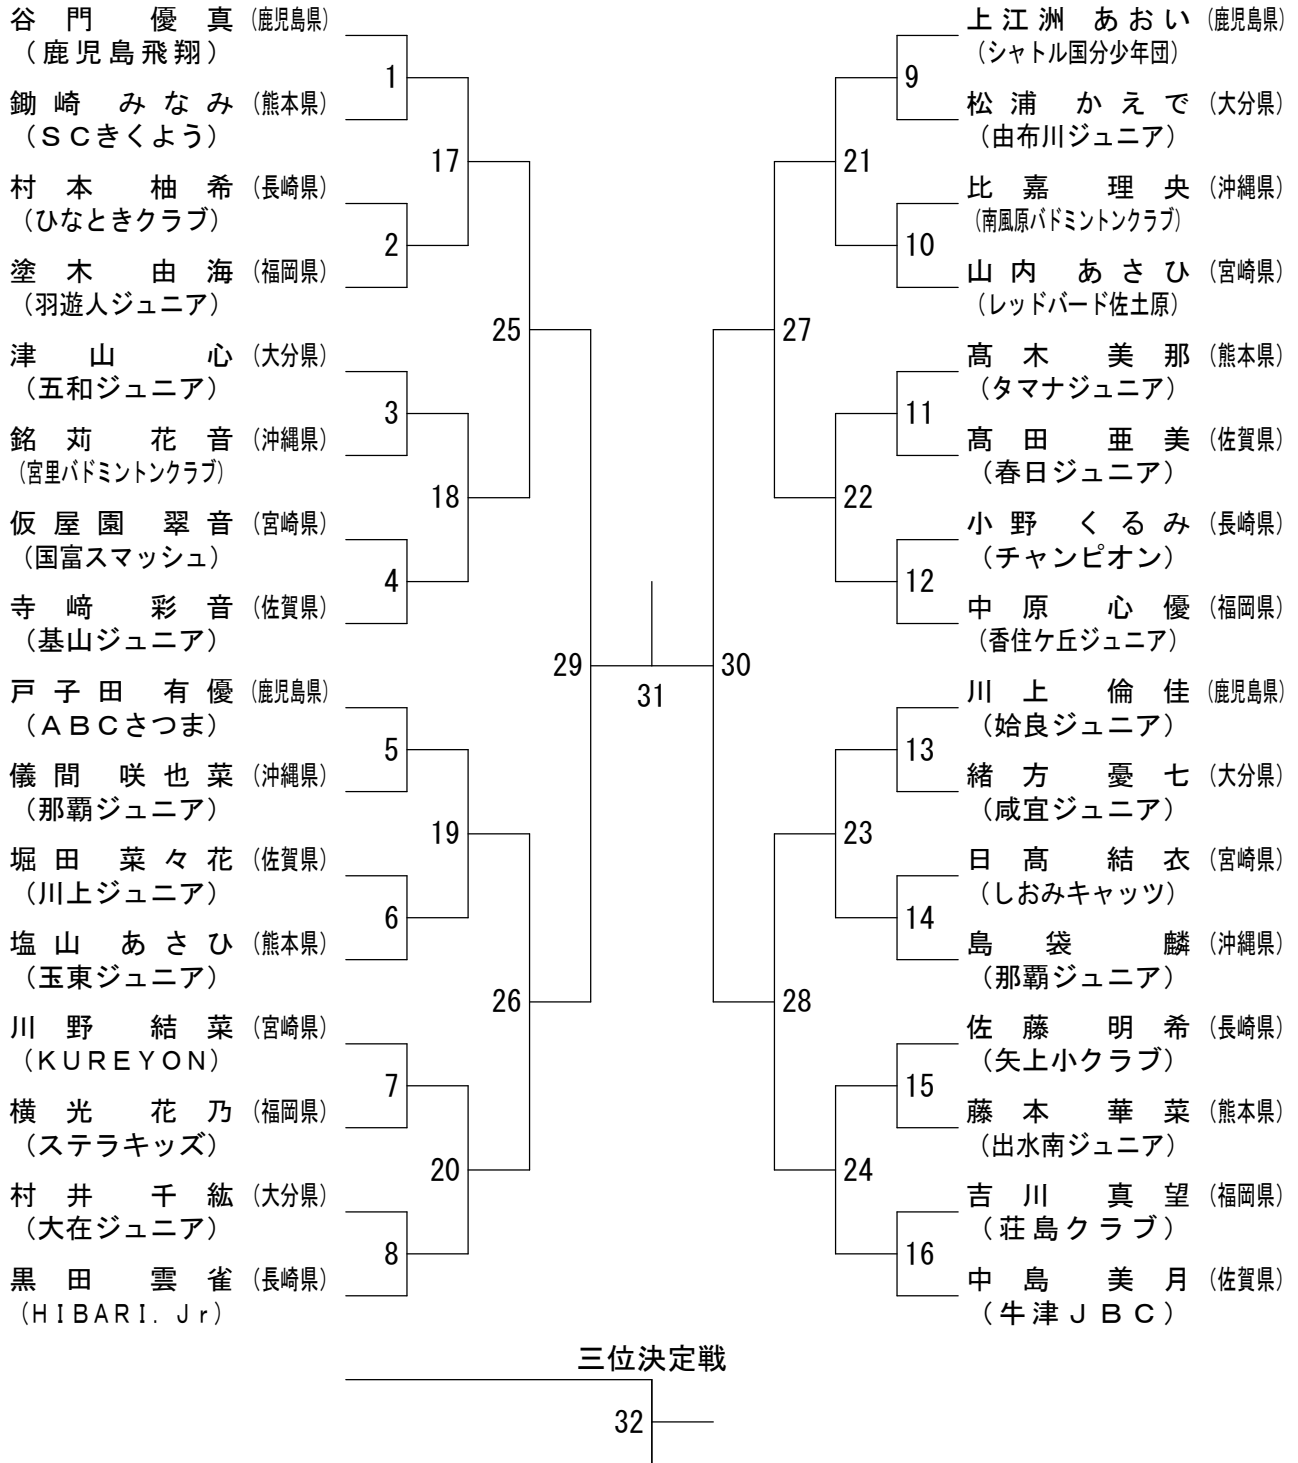 谷門 優真（鹿児島県）
（鹿児島飛翔）
1
鋤崎 みなみ（熊本県）
（ＳＣきくよう）
17
村本 柚希（長崎県）
（ひなときクラブ）
2
塗木 由海（福岡県）
（羽遊人ジュニア）
25
津山 心（大分県）
（五和ジュニア）
3
銘苅 花音（沖縄県）
（宮里バドミントンクラブ）
18
仮屋園 翠音（宮崎県）
（国富スマッシュ）
4
寺﨑 彩音（佐賀県）
（基山ジュニア）
29
戸子田 有優（鹿児島県）
（ＡＢＣさつま）
5
儀間 咲也菜（沖縄県）
（那覇ジュニア）
19
堀田 菜々花（佐賀県）
（川上ジュニア）
6
塩山 あさひ（熊本県）
（玉東ジュニア）
26
川野 結菜（宮崎県）
（ＫＵＲＥＹＯＮ）
7
横光 花乃（福岡県）
（ステラキッズ）
20
村井 千紘（大分県）
（大在ジュニア）
8
黒田 雲雀（長崎県）
（ＨＩＢＡＲＩ．Ｊｒ）
31
上江洲 あおい（鹿児島県）
（シャトル国分少年団）
9
松浦 かえで（大分県）
（由布川ジュニア）
21
比嘉 理央（沖縄県）
（南風原バドミントンクラブ）
10
山内 あさひ（宮崎県）
（レッドバード佐土原）
27
髙木 美那（熊本県）
（タマナジュニア）
11
髙田 亜美（佐賀県）
（春日ジュニア）
22
小野 くるみ（長崎県）
（チャンピオン）
12
中原 心優（福岡県）
（香住ケ丘ジュニア）
30
川上 倫佳（鹿児島県）
（姶良ジュニア）
13
緒方 憂七（大分県）
（咸宜ジュニア）
23
日髙 結衣（宮崎県）
（しおみキャッツ）
14
島袋 麟（沖縄県）
（那覇ジュニア）
28
佐藤 明希（長崎県）
（矢上小クラブ）
15
藤本 華菜（熊本県）
（出水南ジュニア）
24
吉川 真望（福岡県）
（荘島クラブ）
16
中島 美月（佐賀県）
（牛津ＪＢＣ）
三位決定戦
32